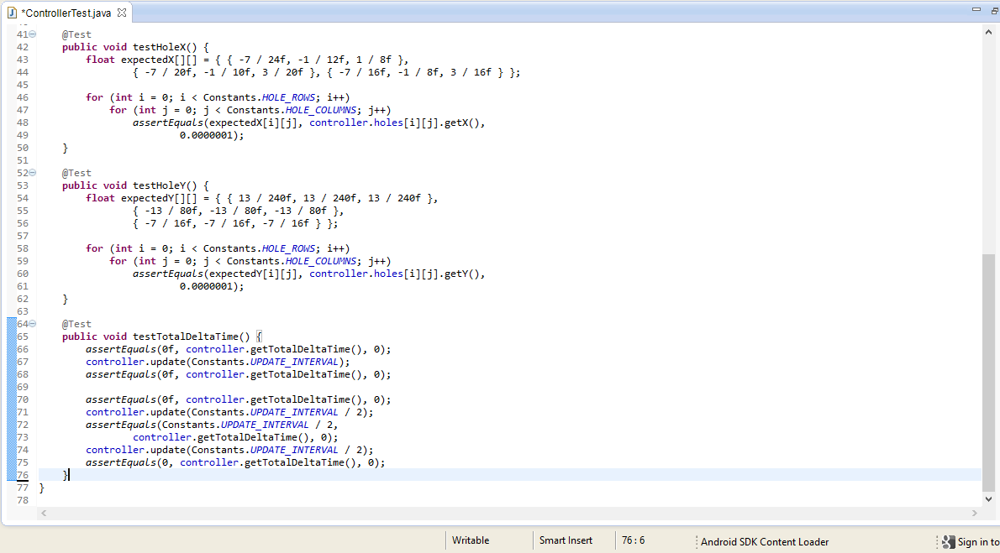 *ControllerTest.java
41 @Test
42 public void testHoleX() {
43 float expectedX[][] = { { -7 / 24f, -1 / 12f, 1 / 8f },
44 { -7 / 20f, -1 / 10f, 3 / 20f }, { -7 / 16f, -1 / 8f, 3 / 16f } };
45
46 for (int i = 0; i < Constants.HOLE_ROWS; i++)
47 for (int j = 0; j < Constants.HOLE_COLUMNS; j++)
48 assertEquals(expectedX[i][j], controller.holes[i][j].getX(),
49 0.0000001);
50 }
51
52 @Test
53 public void testHoleY() {
54 float expectedY[][] = { { 13 / 240f, 13 / 240f, 13 / 240f },
55 { -13 / 80f, -13 / 80f, -13 / 80f },
56 { -7 / 16f, -7 / 16f, -7 / 16f } };
57
58 for (int i = 0; i < Constants.HOLE_ROWS; i++)
59 for (int j = 0; j < Constants.HOLE_COLUMNS; j++)
60 assertEquals(expectedY[i][j], controller.holes[i][j].getY(),
61 0.0000001);
62 }
63
64 @Test
65 public void testTotalDeltaTime() {
66 assertEquals(0f, controller.getTotalDeltaTime(), 0);
67 controller.update(Constants.UPDATE_INTERVAL);
68 assertEquals(0f, controller.getTotalDeltaTime(), 0);
69
70 assertEquals(0f, controller.getTotalDeltaTime(), 0);
71 controller.update(Constants.UPDATE_INTERVAL / 2);
72 assertEquals(Constants.UPDATE_INTERVAL / 2,
73 controller.getTotalDeltaTime(), 0);
74 controller.update(Constants.UPDATE_INTERVAL / 2);
75 assertEquals(0, controller.getTotalDeltaTime(), 0);
76 }
77 }
78
Writable Smart Insert 76 : 6 Android SDK Content Loader Sign in to